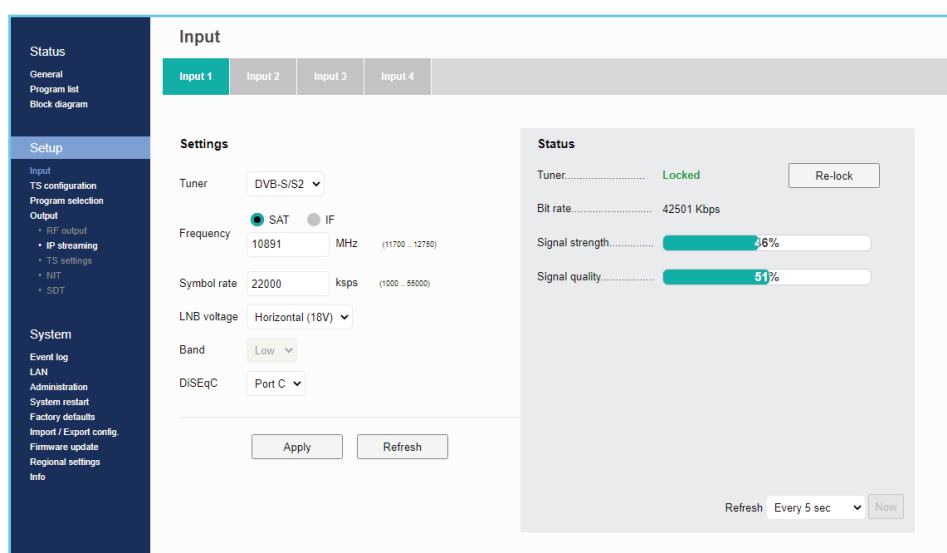 Status
General
Program list
Block diagram
Setup
Input
TS configuration
Program selection
Output
• RF output
• IP streaming
• TS settings
• NIT
• SDT
System
Event log
LAN
Administration
System restart
Factory defaults
Import / Export config.
Firmware update
Regional settings
Info
Input
Input 1 Input 2 Input 3 Input 4
Settings
Tuner DVB-S/S2
SAT IF
Frequency 10891 MHz (11700 .. 12750)
Symbol rate 22000 ksps (1000 .. 55000)
LNB voltage Horizontal (18V)
Band Low
DiSEqC Port C
Apply Refresh
Status
Tuner........................... Locked Re-lock
Bit rate........................... 42501 Kbps
Signal strength............... 46%
Signal quality.................. 51%
Refresh Every 5 sec Now